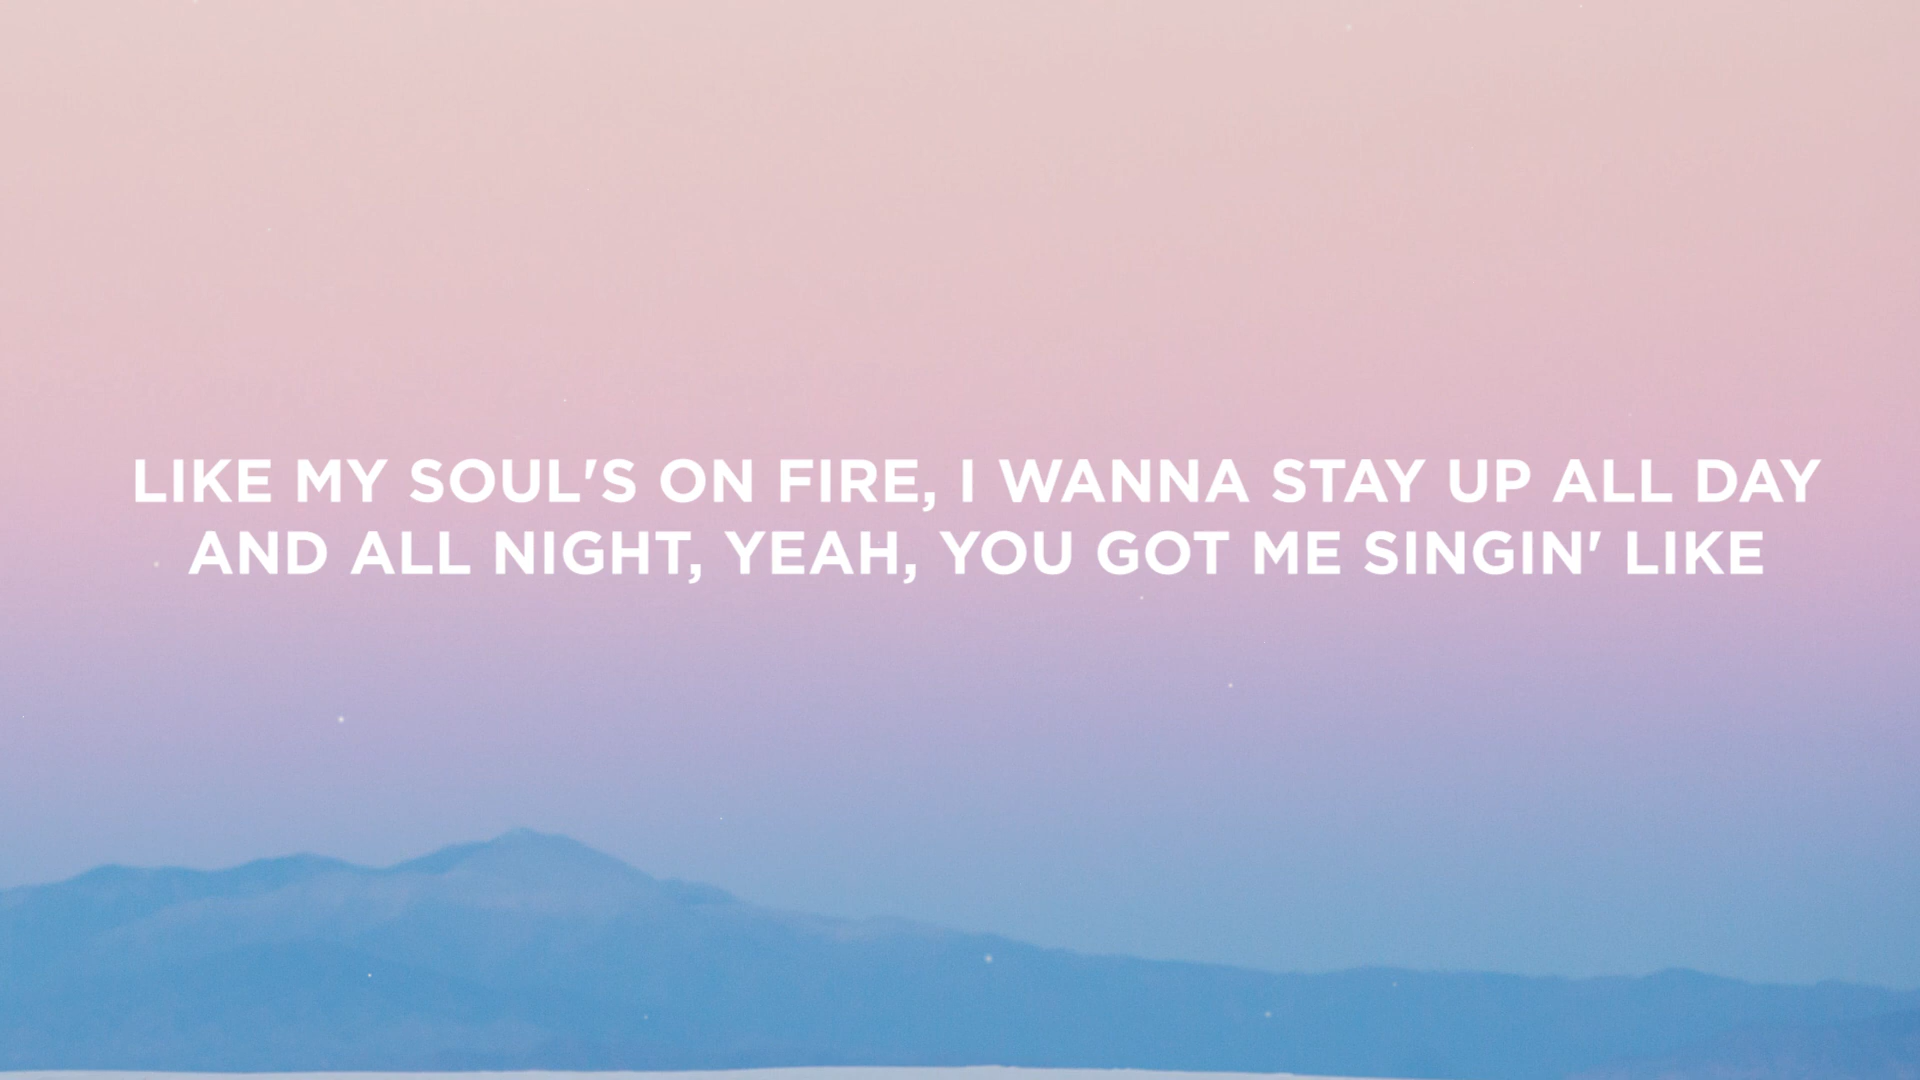 LIKE MY SOUL'S ON FIRE, I WANNA STAY UP ALL DAY
AND ALL NIGHT, YEAH, YOU GOT ME SINGIN' LIKE